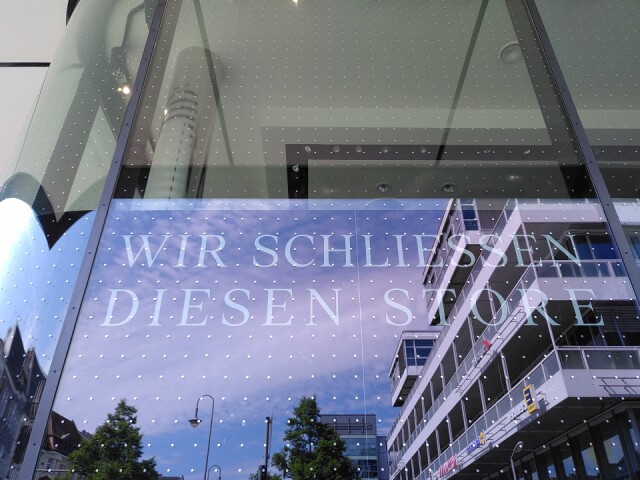 WIR SCHLIESSEN
DIESEN STORE